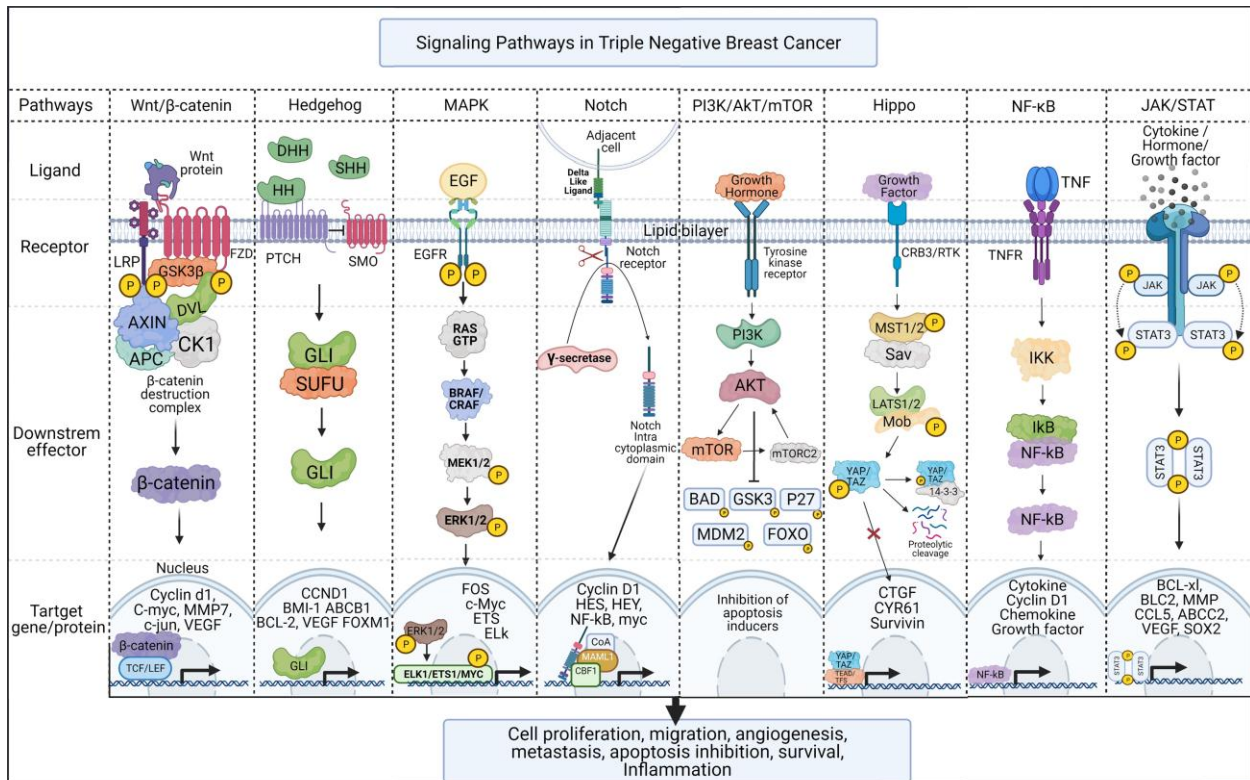 Signaling Pathways in Triple Negative Breast Cancer
Pathways
Wnt/β-catenin
Hedgehog
MAPK
Notch
PI3K/AkT/mTOR
Hippo
NF-κB
JAK/STAT
Ligand
Wnt
protein
DHH
SHH
HH
EGF
Adjacent
cell
Delta
Like
Ligand
Growth
Hormone
Growth
Factor
TNF
Cytokine /
Hormone/
Growth factor
Receptor
LRP
FZD
GSK3β
P
P
P
PTCH
SMO
EGFR
P
P
Lipid bilayer
Notch
receptor
Tyrosine
kinase
receptor
CRB3/RTK
TNFR
P
P
JAK
JAK
Downstrem
effector
AXIN
DVL
CK1
APC
β-catenin
destruction
complex
β-catenin
GLI
SUFU
GLI
RAS
GTP
BRAF/
CRAF
MEK1/2
P
ERK1/2
P
γ-secretase
Notch
Intra
cytoplasmic
domain
PI3K
AKT
mTOR
mTORC2
BAD
P
GSK3
P
P27
P
MDM2
P
FOXO
P
MST1/2
P
Sav
LATS1/2
Mob
P
YAP/
TAZ
P
YAP/
TAZ
P
14-3-3
Proteolytic
cleavage
IKK
IkB
NF-kB
NF-kB
STAT3
STAT3
P
P
P
STAT3
STAT3
P
Tartget
gene/protein
Nucleus
Cyclin d1,
C-myc, MMP7,
c-jun, VEGF
β-catenin
TCF/LEF
CCND1
BMI-1 ABCB1
BCL-2, VEGF FOXM1
GLI
FOS
c-Myc
ETS
ELk
ERK1/2
P
P
ELK1/ETS1/MYC
Cyclin D1
HES, HEY,
NF-kB, myc
CoA
MAML1
CBF1
Inhibition of
apoptosis
inducers
CTGF
CYR61
Survivin
YAP/
TAZ
TEAD/
TFS
Cytokine
Cyclin D1
Chemokine
Growth factor
NF-kB
BCL-xl,
BLC2, MMP
CCL5, ABCC2,
VEGF, SOX2
STAT3
P
P
STAT3
Cell proliferation, migration, angiogenesis,
metastasis, apoptosis inhibition, survival,
Inflammation